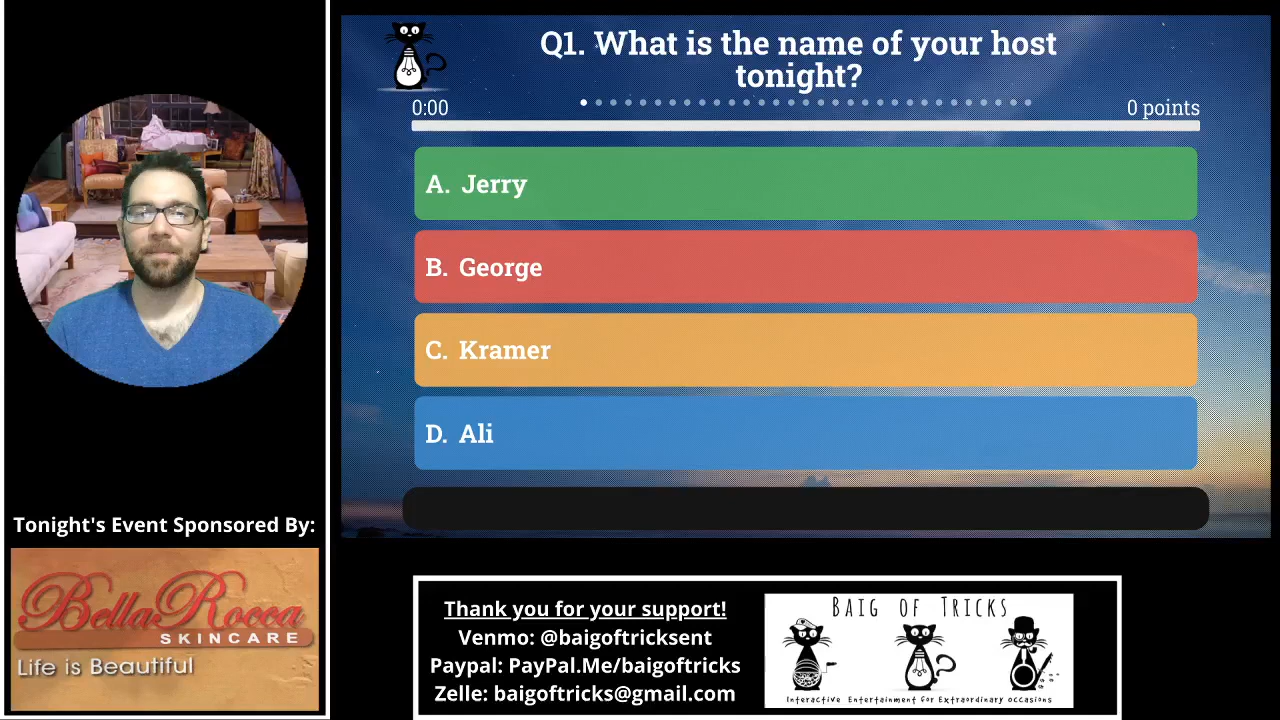 Q1. What is the name of your host
tonight?
0:00
0 points
A. Jerry
B. George
C. Kramer
D. Ali
Tonight's Event Sponsored By:
BellaRocca
SKINCARE
Life is Beautiful
Thank you for your support!
Venmo: @baigoftricksent
Paypal: PayPal.Me/baigoftricks
Zelle: baigoftricks@gmail.com
BAIG OF TRICKS
Interactive Entertainment for Extraordinary occasions